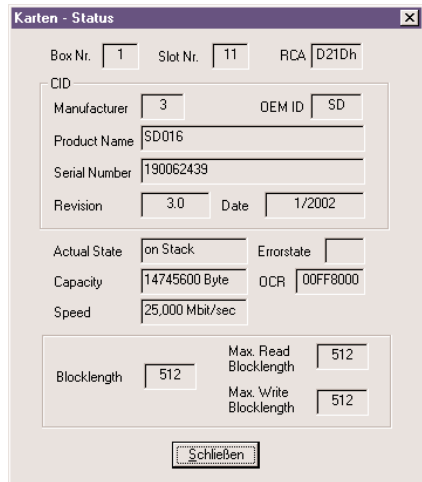 Karten - Status
Box Nr. 1 Slot Nr. 11 RCA D21Dh
CID
Manufacturer 3 OEM ID SD
Product Name SD016
Serial Number 190062439
Revision 3.0 Date 1/2002
Actual State on Stack Errorstate
Capacity 14745600 Byte OCR 00FF8000
Speed 25,000 Mbit/sec
Blocklength 512
Max. Read Blocklength 512
Max. Write Blocklength 512
Schließen